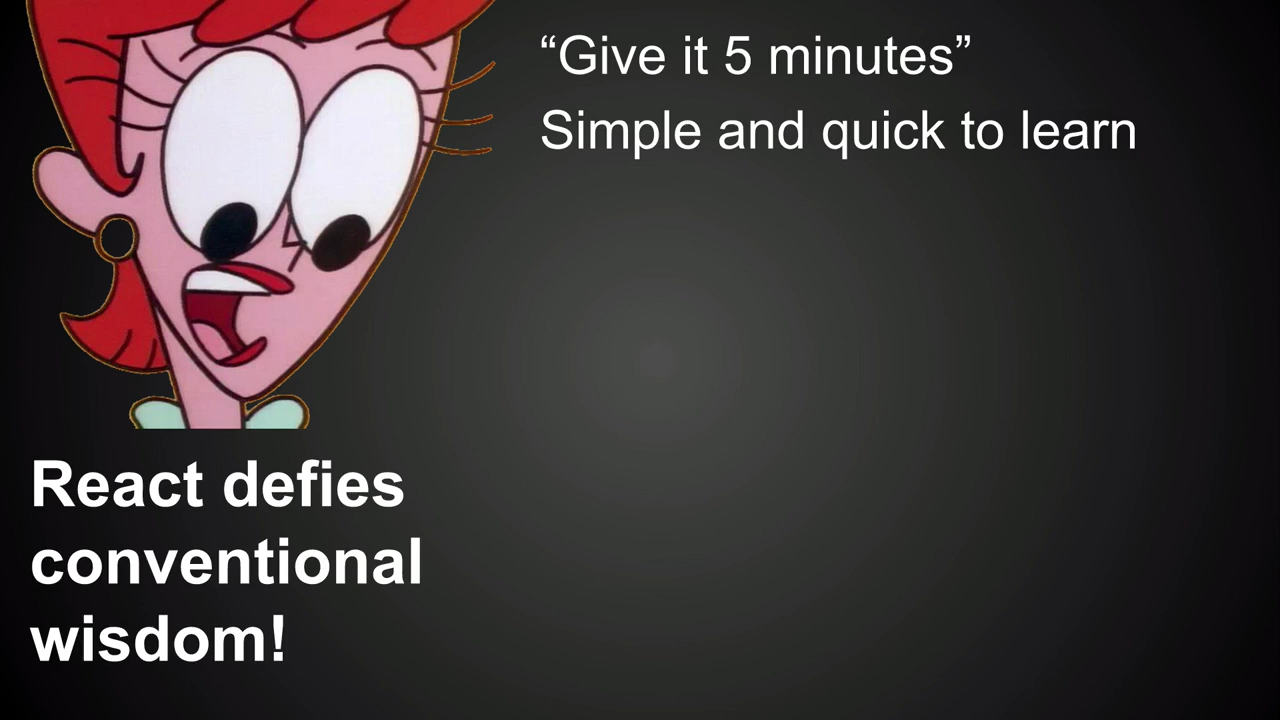 “Give it 5 minutes”
Simple and quick to learn
React defies
conventional
wisdom!